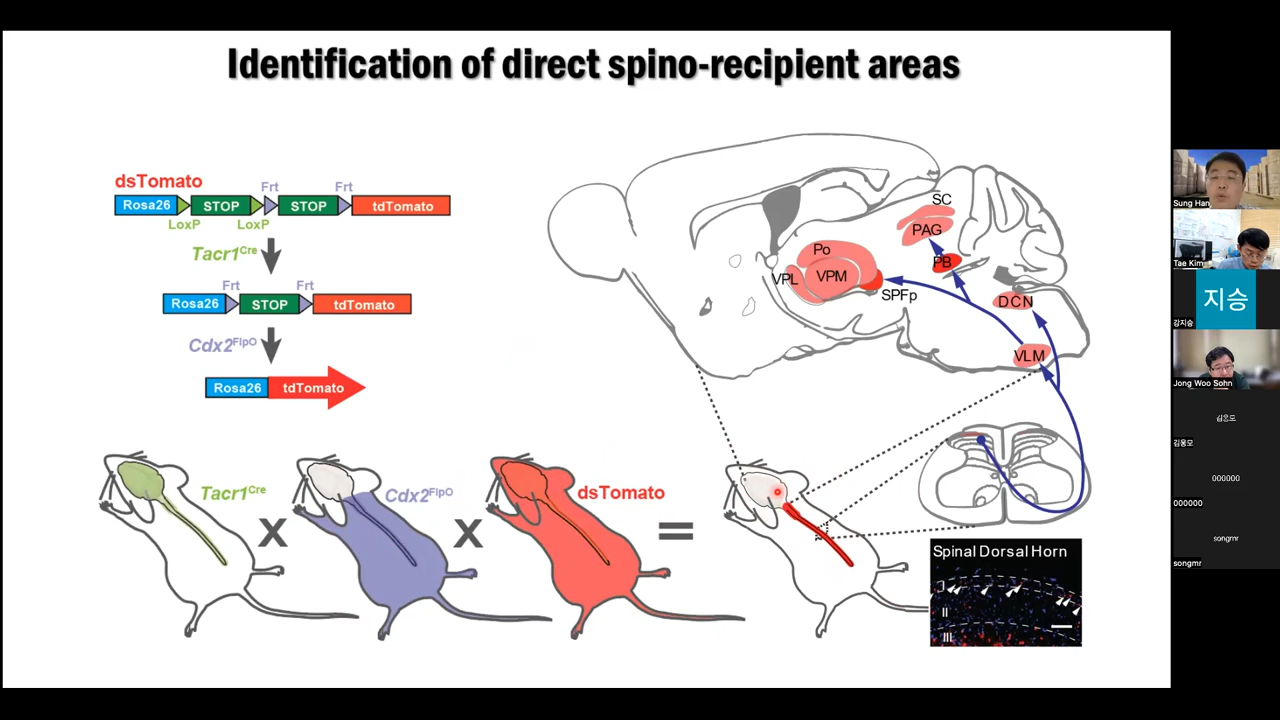 Identification of direct spino-recipient areas
dsTomato
Frt
Frt
Rosa26
STOP
STOP
tdTomato
LoxP
LoxP
Tacr1Cre
Frt
Frt
Rosa26
STOP
tdTomato
Cdx2FlpO
Rosa26
tdTomato
SC
PAG
Po
PB
VPL
VPM
SPFp
DCN
VLM
Tacr1Cre
X
Cdx2FlpO
X
dsTomato
=
Spinal Dorsal Horn
I
II
III
Sung Han
Tae Kim
지승
강지승
Jong Woo Sohn
김용모
000000
000000
songmr
songmr